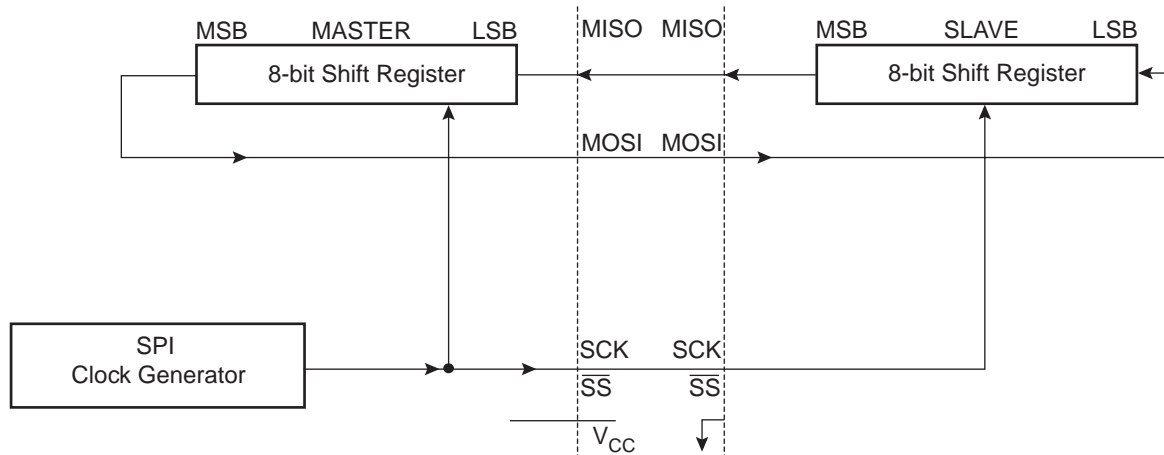 MSB MASTER LSB MISO MISO MSB SLAVE LSB
8-bit Shift Register 8-bit Shift Register
MOSI MOSI
SPI
Clock Generator
SCK SCK
SS SS
VCC